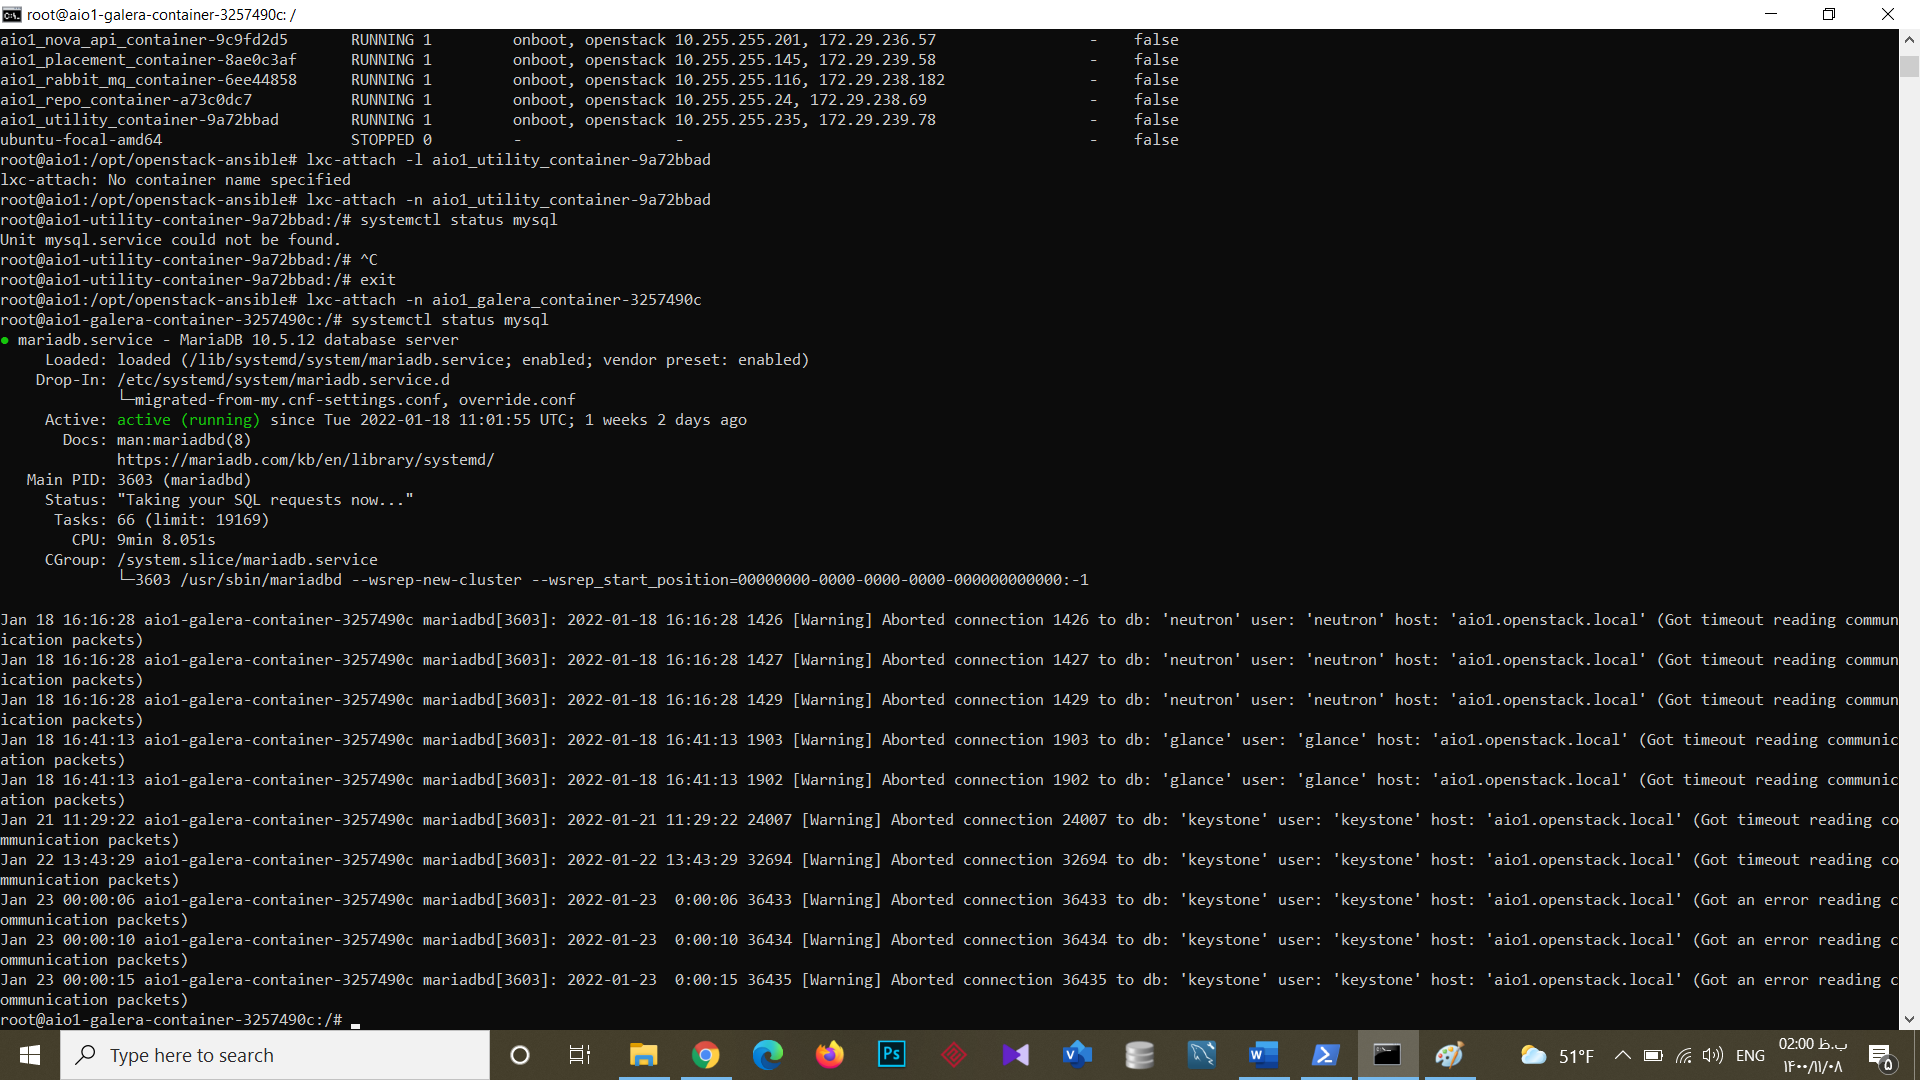 root@aio1-galera-container-3257490c: /
aio1_nova_api_container-9c9fd2d5 RUNNING 1 onboot, openstack 10.255.255.201, 172.29.236.57 - false
aio1_placement_container-8ae0c3af RUNNING 1 onboot, openstack 10.255.255.145, 172.29.239.58 - false
aio1_rabbit_mq_container-6ee44858 RUNNING 1 onboot, openstack 10.255.255.116, 172.29.238.182 - false
aio1_repo_container-a73c0dc7 RUNNING 1 onboot, openstack 10.255.255.24, 172.29.238.69 - false
aio1_utility_container-9a72bbad RUNNING 1 onboot, openstack 10.255.255.235, 172.29.239.78 - false
ubuntu-focal-amd64 STOPPED 0 - - - false
root@aio1:/opt/openstack-ansible# lxc-attach -l aio1_utility_container-9a72bbad
lxc-attach: No container name specified
root@aio1:/opt/openstack-ansible# lxc-attach -n aio1_utility_container-9a72bbad
root@aio1-utility-container-9a72bbad:/# systemctl status mysql
Unit mysql.service could not be found.
root@aio1-utility-container-9a72bbad:/# ^C
root@aio1-utility-container-9a72bbad:/# exit
root@aio1:/opt/openstack-ansible# lxc-attach -n aio1_galera_container-3257490c
root@aio1-galera-container-3257490c:/# systemctl status mysql
● mariadb.service - MariaDB 10.5.12 database server
Loaded: loaded (/lib/systemd/system/mariadb.service; enabled; vendor preset: enabled)
Drop-In: /etc/systemd/system/mariadb.service.d
└─migrated-from-my.cnf-settings.conf, override.conf
Active: active (running) since Tue 2022-01-18 11:01:55 UTC; 1 weeks 2 days ago
Docs: man:mariadbd(8)
https://mariadb.com/kb/en/library/systemd/
Main PID: 3603 (mariadbd)
Status: "Taking your SQL requests now..."
Tasks: 66 (limit: 19169)
CPU: 9min 8.051s
CGroup: /system.slice/mariadb.service
└─3603 /usr/sbin/mariadbd --wsrep-new-cluster --wsrep_start_position=00000000-0000-0000-0000-000000000000:-1
Jan 18 16:16:28 aio1-galera-container-3257490c mariadbd[3603]: 2022-01-18 16:16:28 1426 [Warning] Aborted connection 1426 to db: 'neutron' user: 'neutron' host: 'aio1.openstack.local' (Got timeout reading commun
ication packets)
Jan 18 16:16:28 aio1-galera-container-3257490c mariadbd[3603]: 2022-01-18 16:16:28 1427 [Warning] Aborted connection 1427 to db: 'neutron' user: 'neutron' host: 'aio1.openstack.local' (Got timeout reading commun
ication packets)
Jan 18 16:16:28 aio1-galera-container-3257490c mariadbd[3603]: 2022-01-18 16:16:28 1429 [Warning] Aborted connection 1429 to db: 'neutron' user: 'neutron' host: 'aio1.openstack.local' (Got timeout reading commun
ication packets)
Jan 18 16:41:13 aio1-galera-container-3257490c mariadbd[3603]: 2022-01-18 16:41:13 1903 [Warning] Aborted connection 1903 to db: 'glance' user: 'glance' host: 'aio1.openstack.local' (Got timeout reading communic
ation packets)
Jan 18 16:41:13 aio1-galera-container-3257490c mariadbd[3603]: 2022-01-18 16:41:13 1902 [Warning] Aborted connection 1902 to db: 'glance' user: 'glance' host: 'aio1.openstack.local' (Got timeout reading communic
ation packets)
Jan 21 11:29:22 aio1-galera-container-3257490c mariadbd[3603]: 2022-01-21 11:29:22 24007 [Warning] Aborted connection 24007 to db: 'keystone' user: 'keystone' host: 'aio1.openstack.local' (Got timeout reading co
mmunication packets)
Jan 22 13:43:29 aio1-galera-container-3257490c mariadbd[3603]: 2022-01-22 13:43:29 32694 [Warning] Aborted connection 32694 to db: 'keystone' user: 'keystone' host: 'aio1.openstack.local' (Got timeout reading co
mmunication packets)
Jan 23 00:00:06 aio1-galera-container-3257490c mariadbd[3603]: 2022-01-23  0:00:06 36433 [Warning] Aborted connection 36433 to db: 'keystone' user: 'keystone' host: 'aio1.openstack.local' (Got an error reading c
ommunication packets)
Jan 23 00:00:10 aio1-galera-container-3257490c mariadbd[3603]: 2022-01-23  0:00:10 36434 [Warning] Aborted connection 36434 to db: 'keystone' user: 'keystone' host: 'aio1.openstack.local' (Got an error reading c
ommunication packets)
Jan 23 00:00:15 aio1-galera-container-3257490c mariadbd[3603]: 2022-01-23  0:00:15 36435 [Warning] Aborted connection 36435 to db: 'keystone' user: 'keystone' host: 'aio1.openstack.local' (Got an error reading c
ommunication packets)
root@aio1-galera-container-3257490c:/#
Type here to search
Ps
51°F
ENG
02:00 ب.ظ
۱۴۰۰/۱۱/۰۸
۵